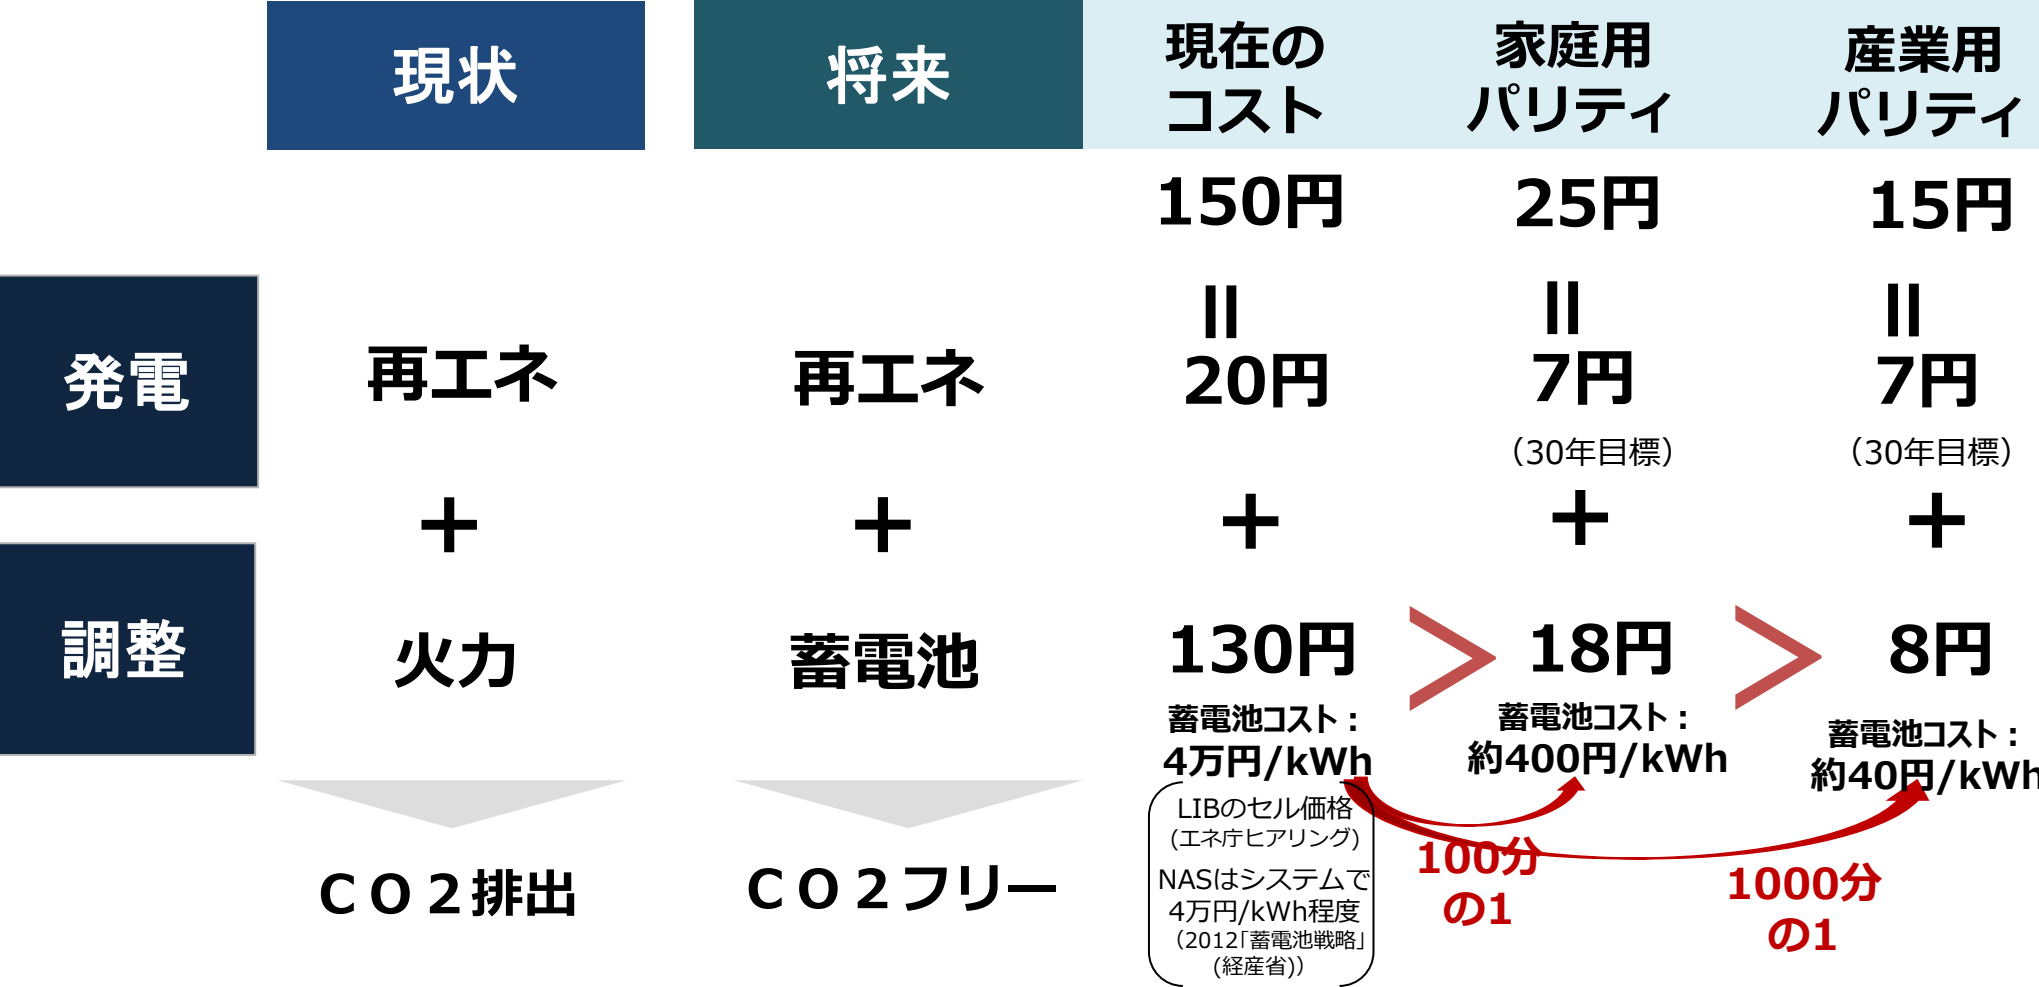 現状
将来
現在の
コスト
家庭用
パリティ
産業用
パリティ
150円
25円
15円
=
=
=
発電
再エネ
再エネ
20円
7円
7円
（30年目標）
（30年目標）
＋
＋
＋
＋
＋
調整
火力
蓄電池
130円
＞
18円
＞
8円
蓄電池コスト：
4万円/kWh
蓄電池コスト：
約400円/kWh
蓄電池コスト：
約40円/kWh
LIBのセル価格
(エネ庁ヒアリング)
NASはシステムで
4万円/kWh程度
（2012「蓄電池戦略」
(経産省)）
100分
の1
1000分
の1
ＣＯ２排出
ＣＯ２フリー